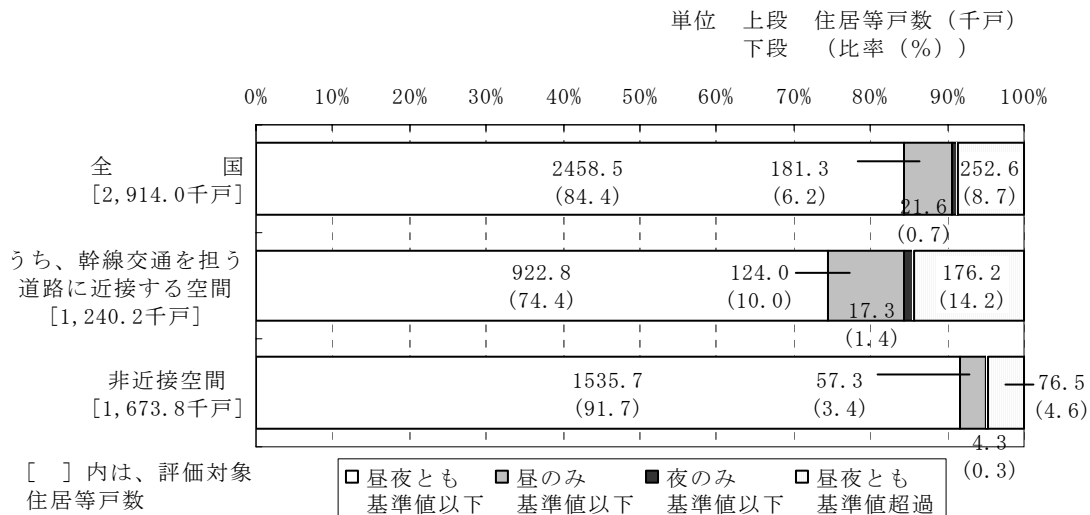 単位 上段 住居等戸数(千戸)
下段 (比率(%))
0% 10% 20% 30% 40% 50% 60% 70% 80% 90% 100%
全国
[2,914.0千戸]
2458.5 181.3 252.6
(84.4) (6.2) (8.7)
21.6
(0.7)
うち、幹線交通を担う
道路に近接する空間
[1,240.2千戸]
922.8 124.0 176.2
(74.4) (10.0) (14.2)
17.3
(1.4)
非近接空間
[1,673.8千戸]
1535.7 57.3 76.5
(91.7) (3.4) (4.6)
4.3
(0.3)
[ ]内は、評価対象
住居等戸数
昼夜とも 昼のみ 夜のみ 昼夜とも
基準値以下 基準値以下 基準値以下 基準値超過